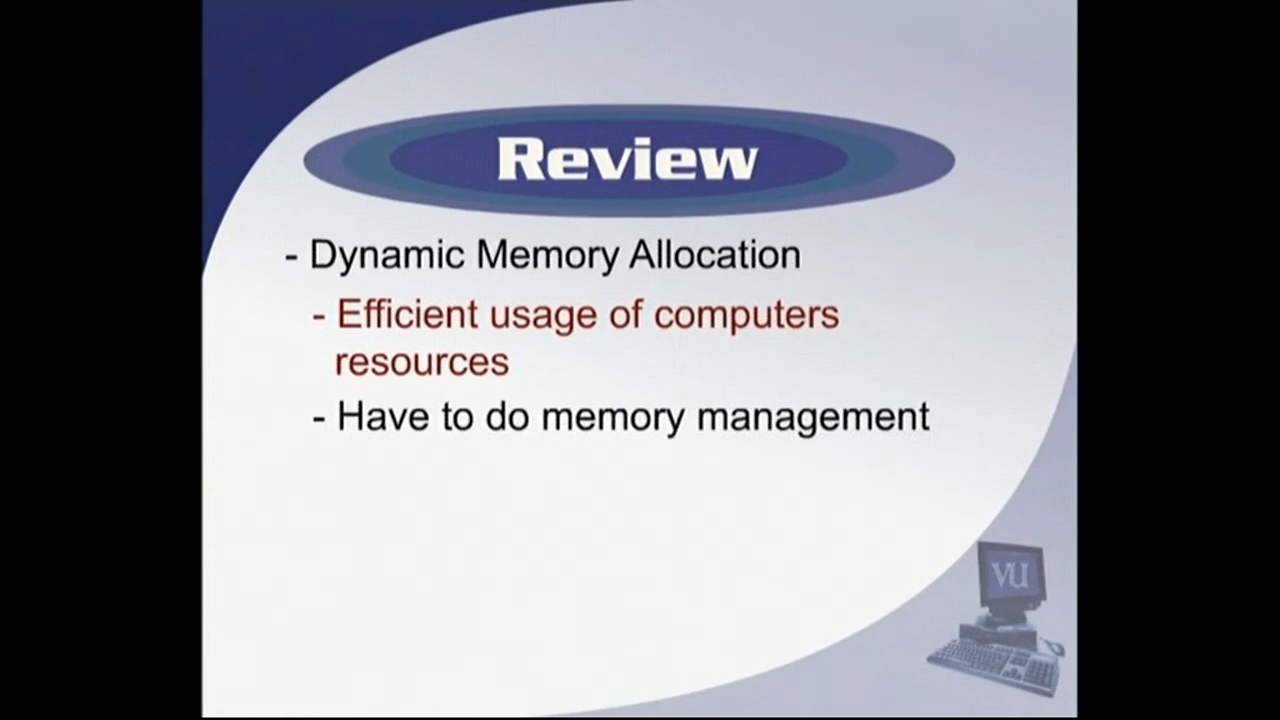 Review
- Dynamic Memory Allocation
- Efficient usage of computers
resources
- Have to do memory management
VU